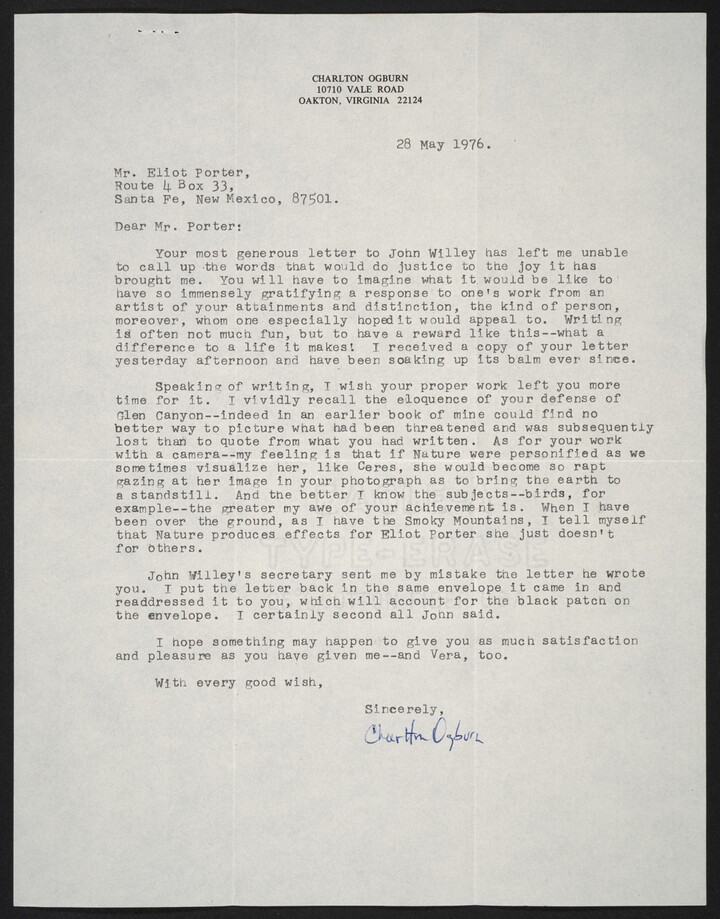 CHARLTON OGBURN
10710 VALE ROAD
OAKTON, VIRGINIA 22124
28 May 1976.
Mr. Eliot Porter,
Route 4 Box 33,
Santa Fe, New Mexico, 87501.
Dear Mr. Porter:
Your most generous letter to John Willey has left me unable
to call up the words that would do justice to the joy it has
brought me. You will have to imagine what it would be like to
have so immensely gratifying a response to one's work from an
artist of your attainments and distinction, the kind of person,
moreover, whom one especially hoped it would appeal to. Writing
is often not much fun, but to have a reward like this--what a
difference to a life it makes! I received a copy of your letter
yesterday afternoon and have been soaking up its balm ever since.
Speaking of writing, I wish your proper work left you more
time for it. I vividly recall the eloquence of your defense of
Glen Canyon--indeed in an earlier book of mine could find no
better way to picture what had been threatened and was subsequently
lost than to quote from what you had written. As for your work
with a camera--my feeling is that if Nature were personified as we
sometimes visualize her, like Ceres, she would become so rapt
gazing at her image in your photograph as to bring the earth to
a standstill. And the better I know the subjects--birds, for
example--the greater my awe of your achievement is. When I have
been over the ground, as I have the Smoky Mountains, I tell myself
that Nature produces effects for Eliot Porter she just doesn't
for others.
TYPE-ERASE
John Willey's secretary sent me by mistake the letter he wrote
you. I put the letter back in the same envelope it came in and
readdressed it to you, which will account for the black patch on
the envelope. I certainly second all John said.
I hope something may happen to give you as much satisfaction
and pleasure as you have given me--and Vera, too.
With every good wish,
Sincerely,
Charlton Ogburn